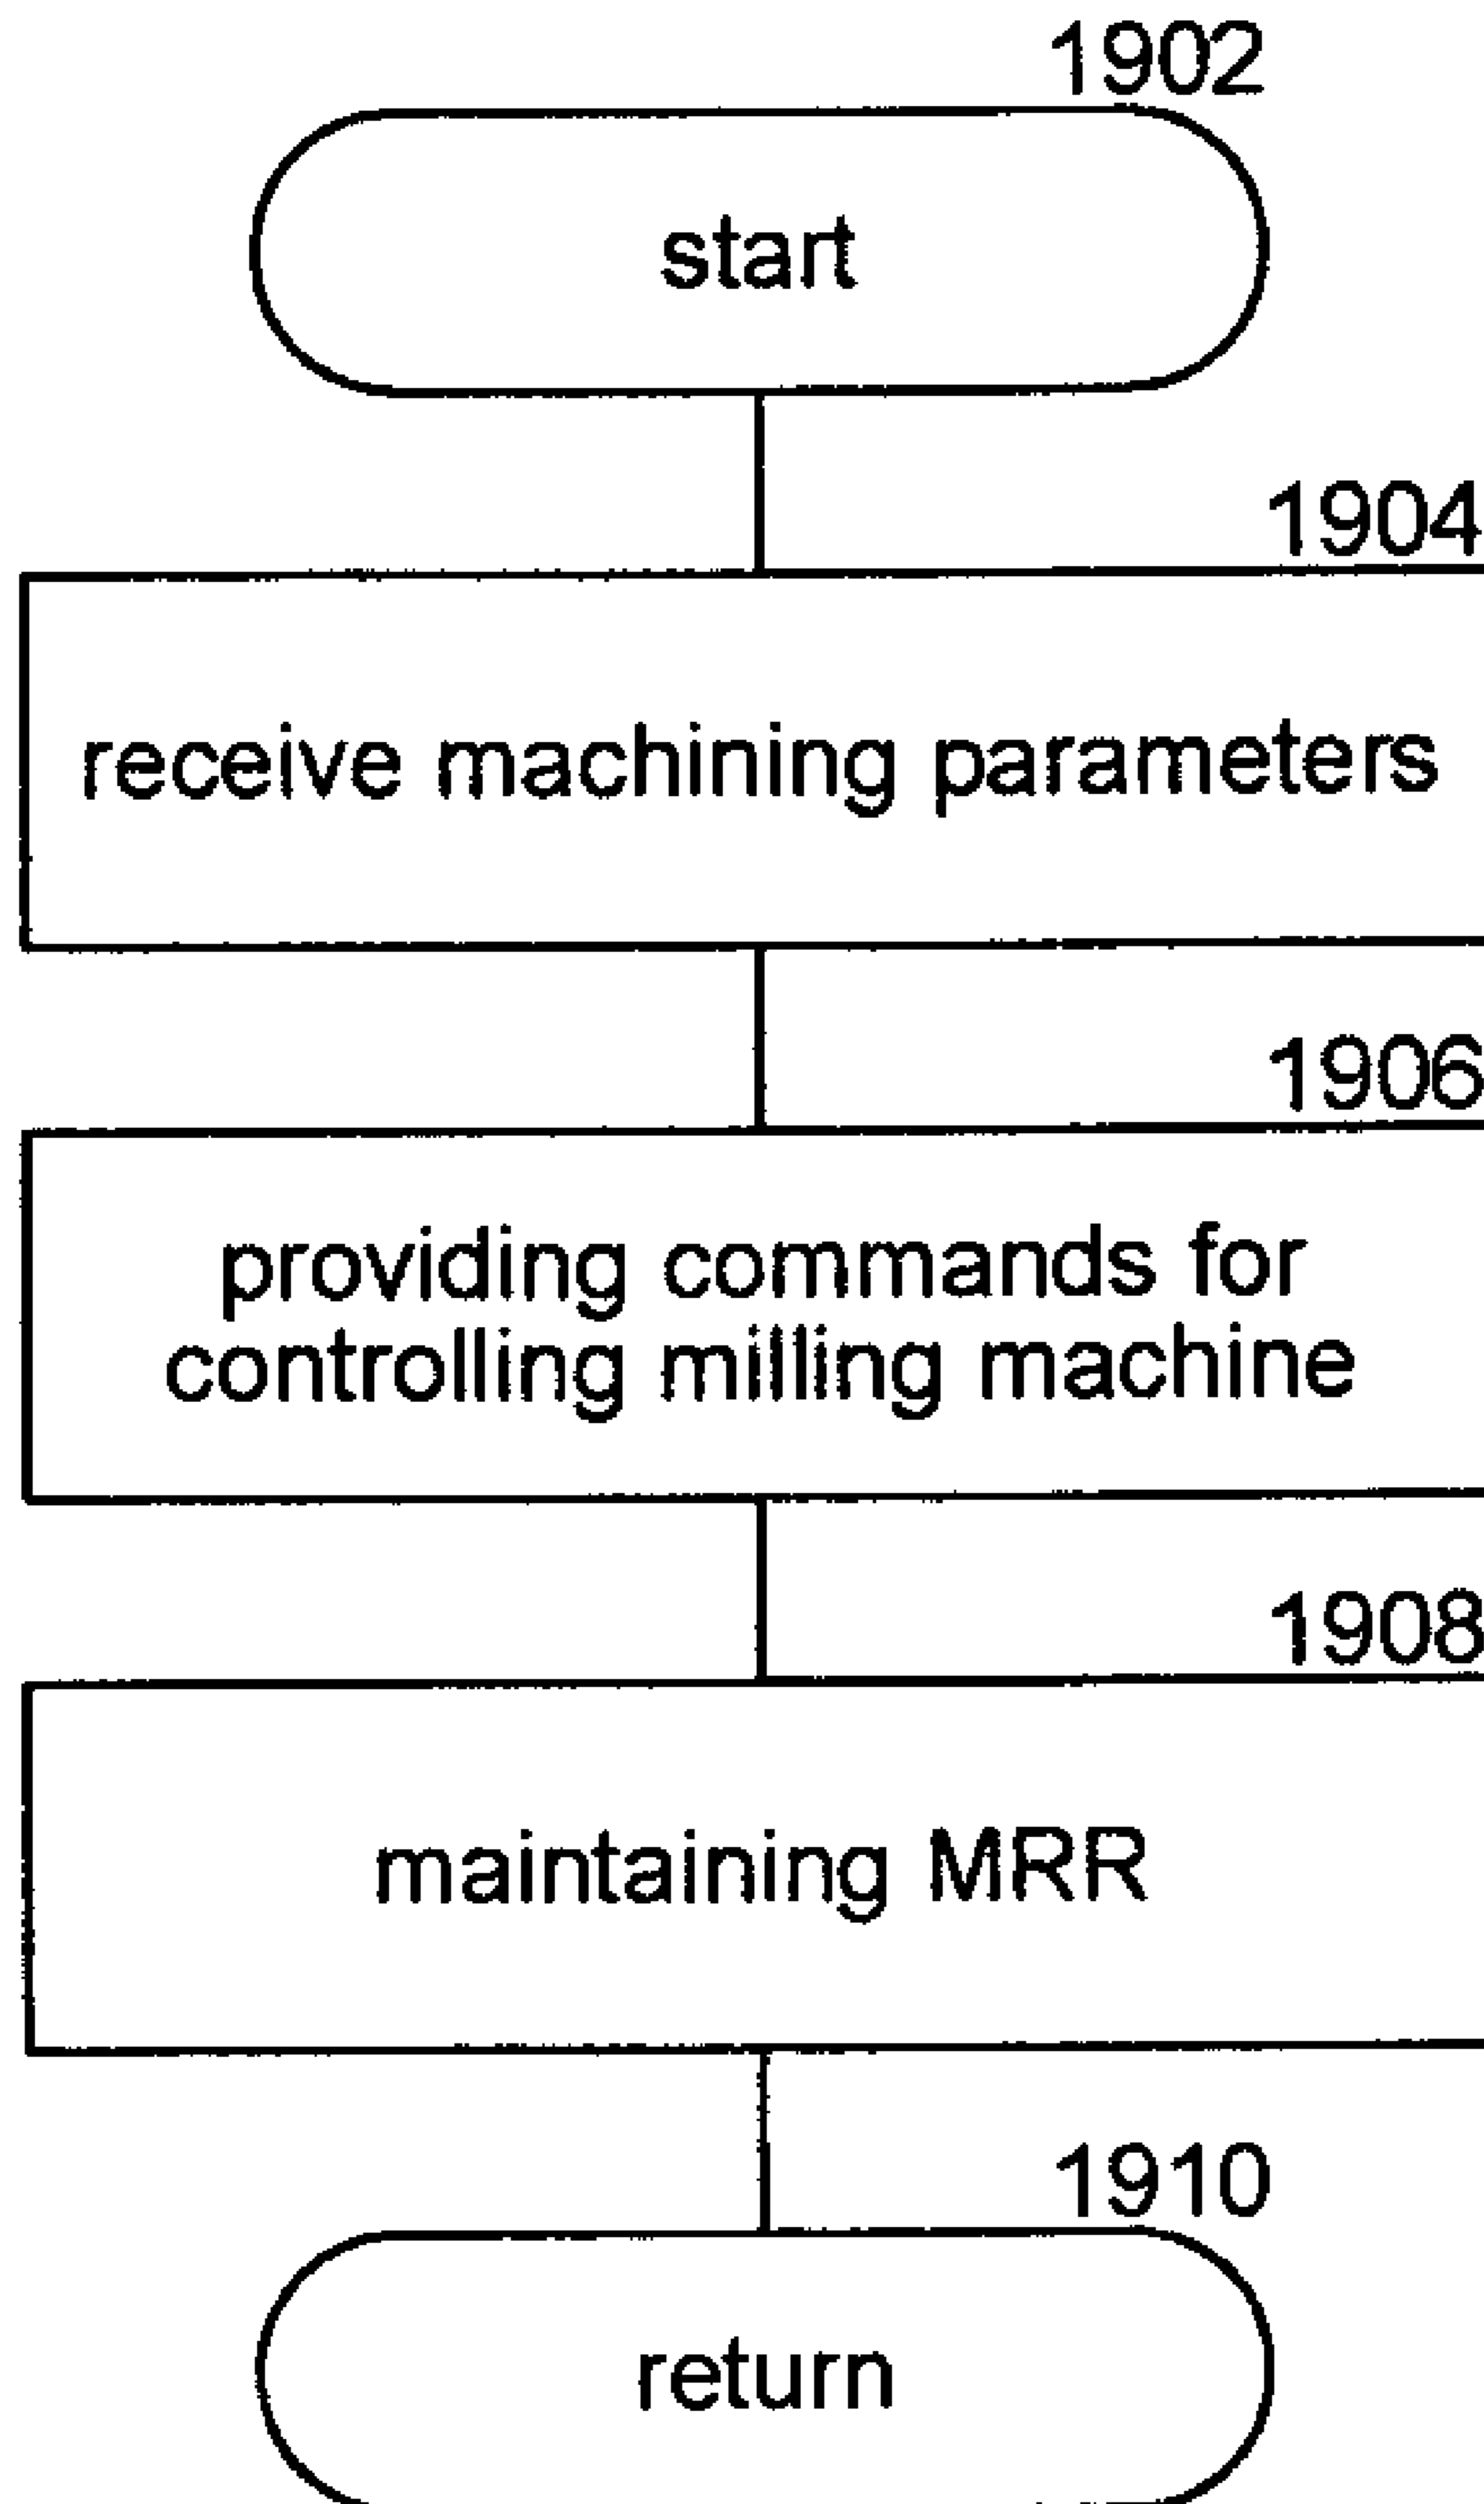 1902
start
1904
receive machining parameters
1906
providing commands for
controlling milling machine
1908
maintaining MRR
1910
return